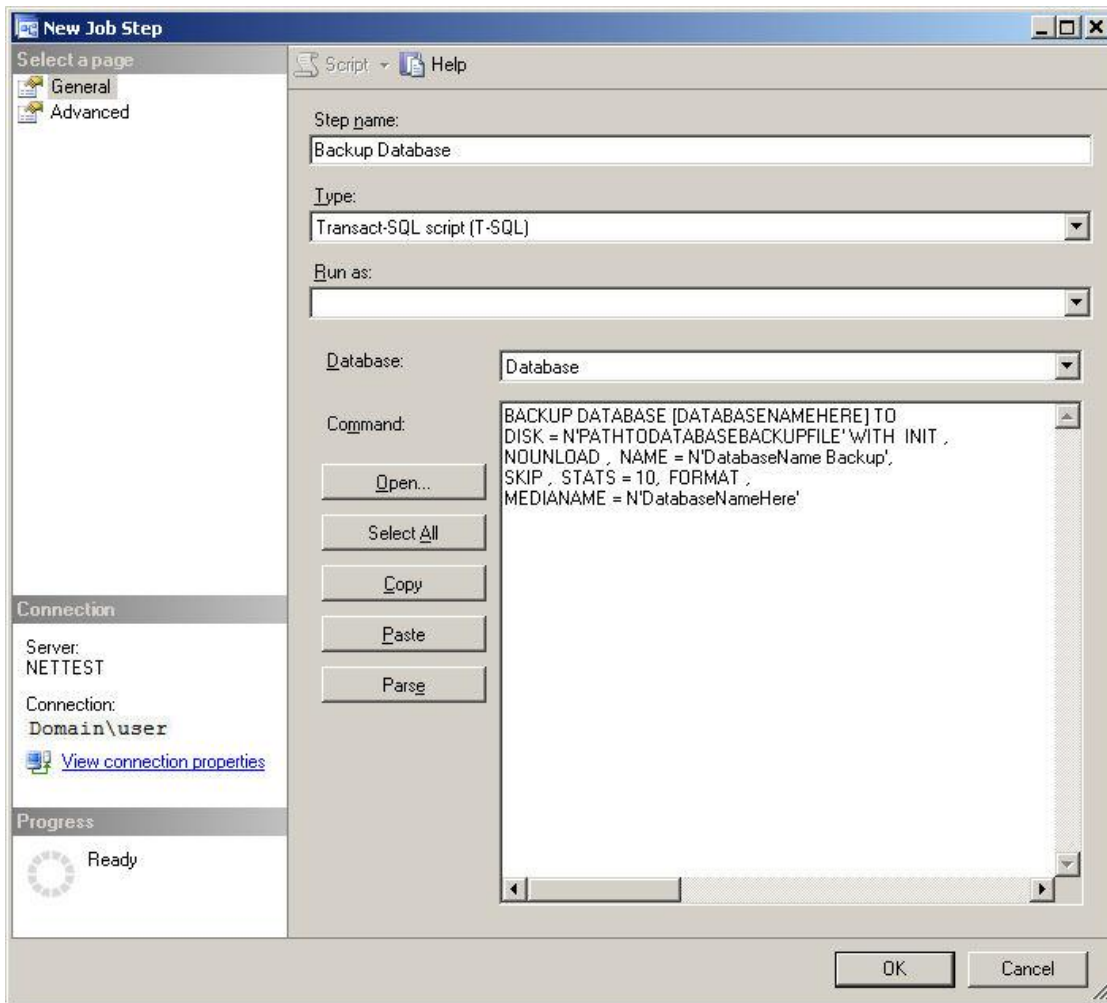 New Job Step
Select a page
General
Advanced
Script
Help
Step name:
Backup Database
Type:
Transact-SQL script (T-SQL)
Run as:
Database:
Database
Command:
BACKUP DATABASE [DATABASENAMEHERE] TO
DISK = N'PATHTODATABASEBACKUPFILE' WITH  INIT ,
NOUNLOAD ,  NAME = N'DatabaseName Backup',
SKIP ,  STATS = 10,  FORMAT ,
MEDIANAME = N'DatabaseNameHere'
Open...
Select All
Copy
Paste
Parse
Connection
Server:
NETTEST
Connection:
Domain\user
View connection properties
Progress
Ready
OK
Cancel